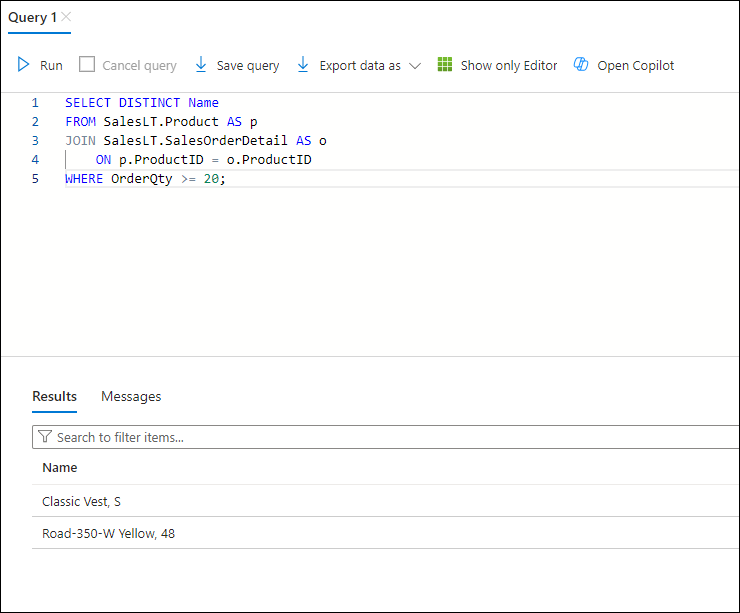 Query 1
Run Cancel query Save query Export data as Show only Editor Open Copilot
1 SELECT DISTINCT Name
2 FROM SalesLT.Product AS p
3 JOIN SalesLT.SalesOrderDetail AS o
4 ON p.ProductID = o.ProductID
5 WHERE OrderQty >= 20;
Results Messages
Search to filter items...
Name
Classic Vest, S
Road-350-W Yellow, 48